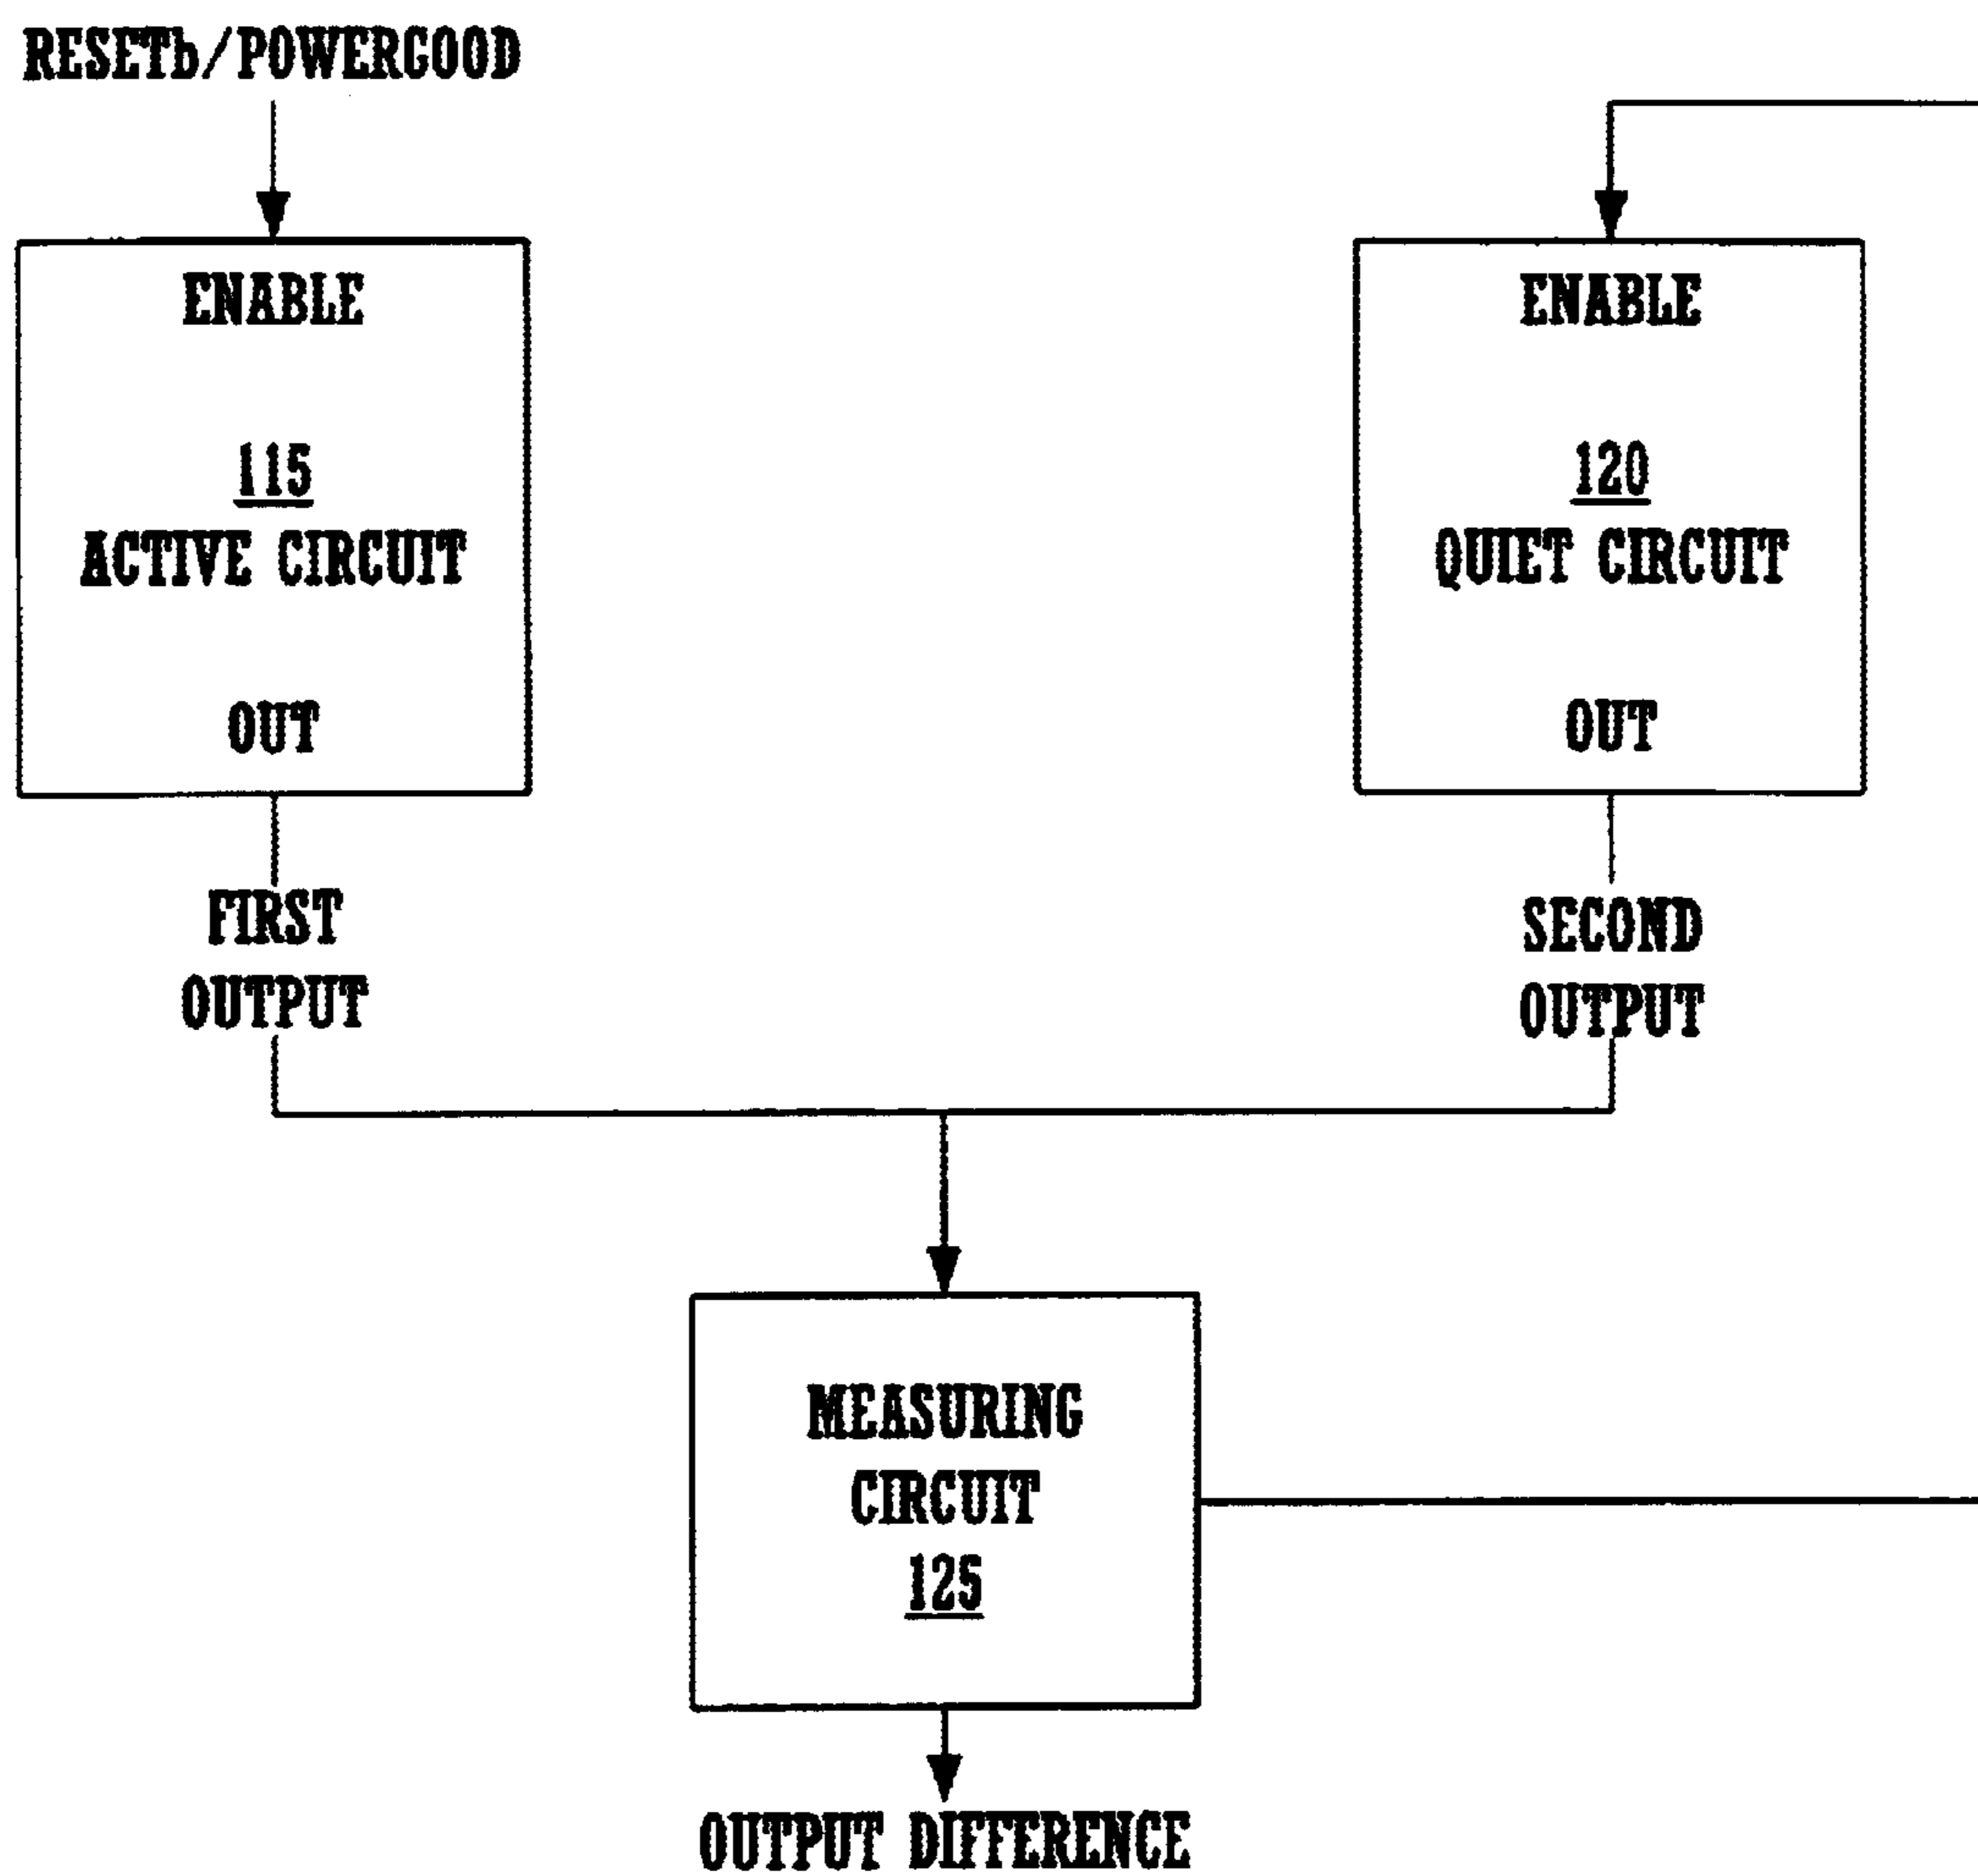 RESETb/POWERGOOD
ENABLE
115
ACTIVE CIRCUIT
OUT
ENABLE
120
QUIET CIRCUIT
OUT
FIRST
OUTPUT
SECOND
OUTPUT
MEASURING
CIRCUIT
125
OUTPUT DIFFERENCE